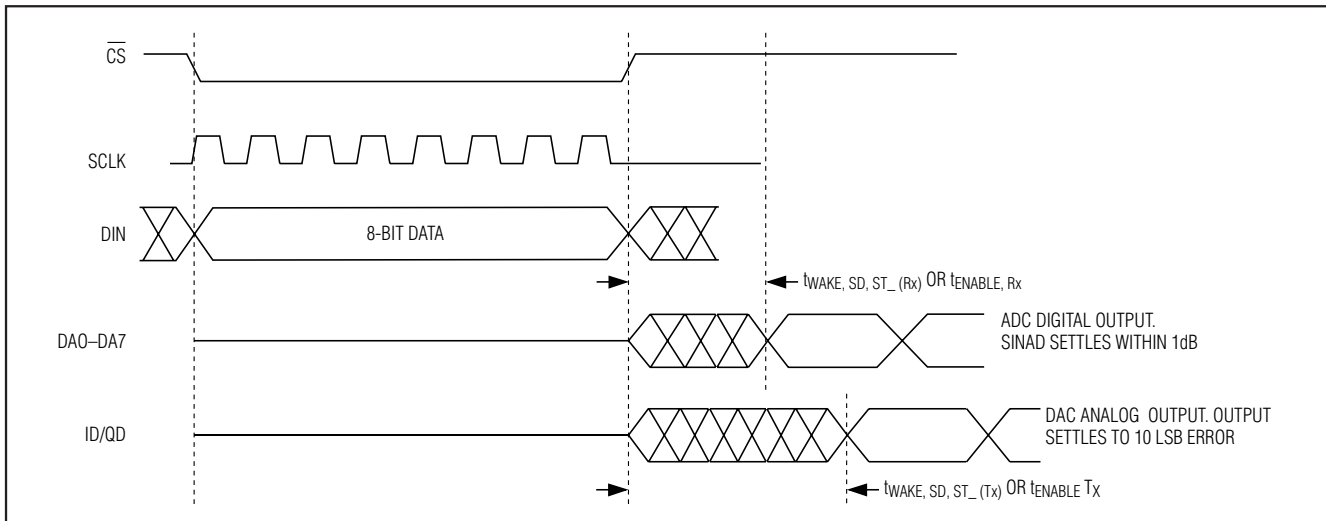 CS
SCLK
DIN
8-BIT DATA
tWAKE, SD, ST_ (Rx) OR tENABLE, Rx
DA0–DA7
ADC DIGITAL OUTPUT.
SINAD SETTLES WITHIN 1dB
ID/QD
DAC ANALOG OUTPUT. OUTPUT
SETTLES TO 10 LSB ERROR
tWAKE, SD, ST_ (Tx) OR tENABLE TX